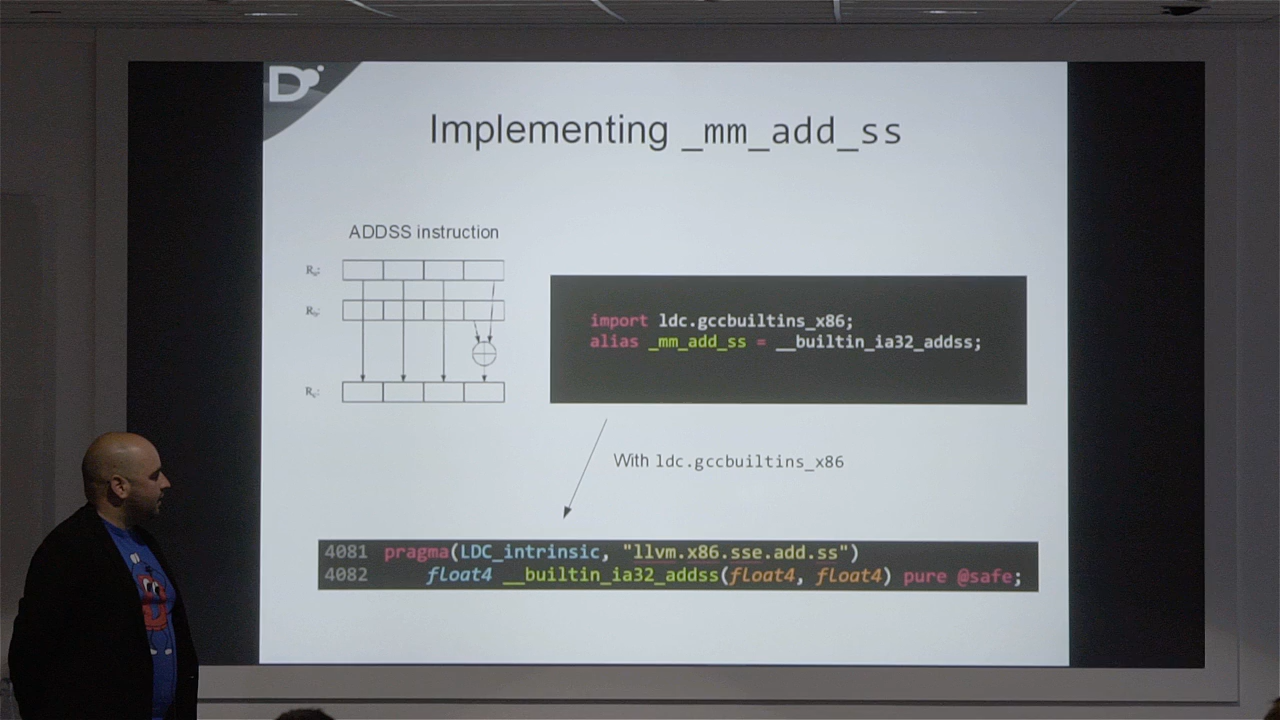 D
Implementing _mm_add_ss
ADDSS instruction
import ldc.gccbuiltins_x86;
alias _mm_add_ss = __builtin_ia32_addss;
With ldc.gccbuiltins_x86
4081 pragma(LDC_intrinsic, "llvm.x86.sse.add.ss")
4082 float4 __builtin_ia32_addss(float4, float4) pure @safe;